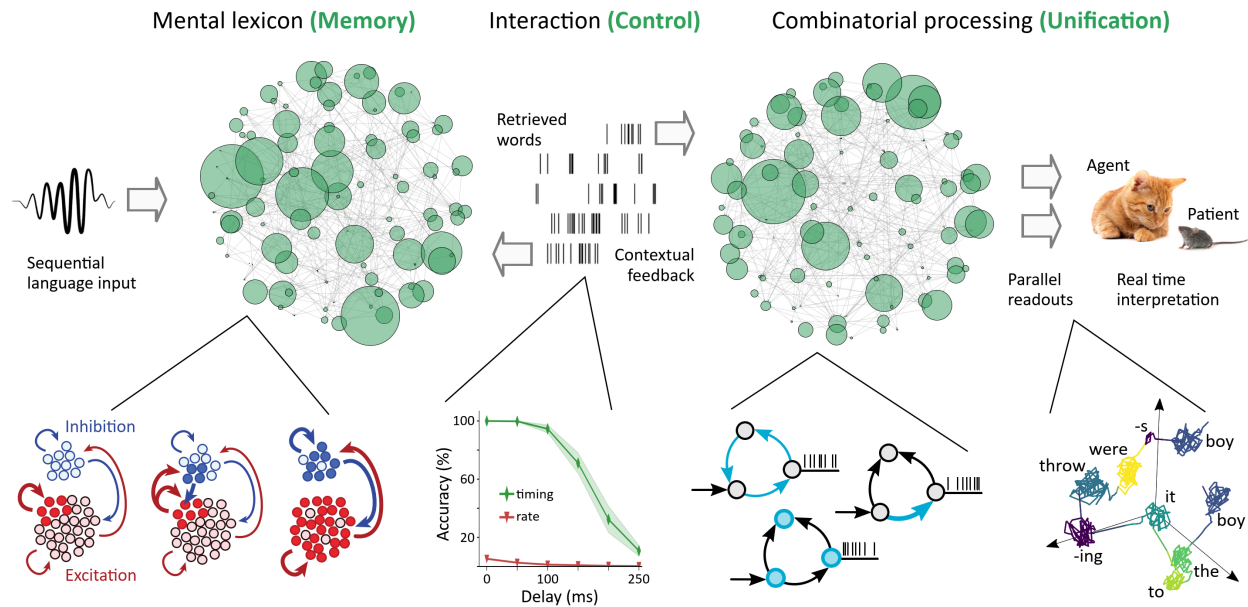 Mental lexicon (Memory)
Interaction (Control)
Combinatorial processing (Unification)
Sequential
language input
Retrieved
words
Contextual
feedback
Agent
Patient
Parallel
readouts
Real time
interpretation
Inhibition
Excitation
Accuracy (%)
100
60
20
timing
rate
0
100
250
Delay (ms)
-s
boy
were
throw
it
boy
-ing
the
to